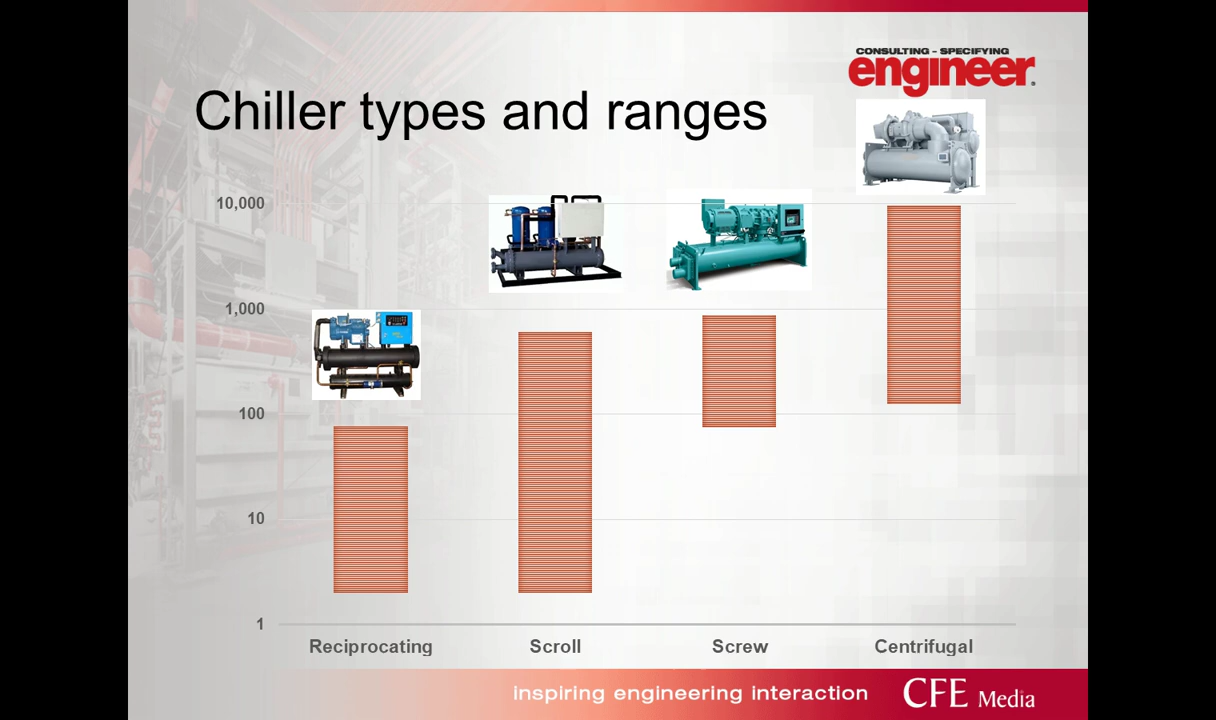 CONSULTING - SPECIFYING
engineer.
Chiller types and ranges
10,000
1,000
100
10
1
Reciprocating
Scroll
Screw
Centrifugal
inspiring engineering interaction
CFE Media